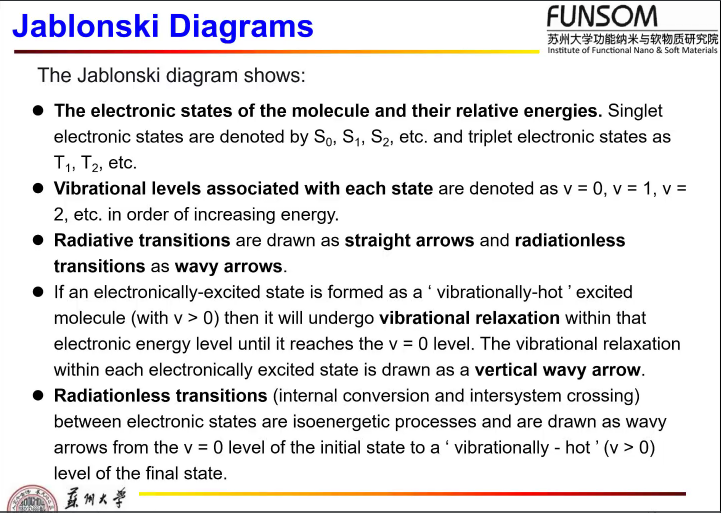 Jablonski Diagrams
FUNSOM
苏州大学功能纳米与软物质研究院
Institute of Functional Nano & Soft Materials
The Jablonski diagram shows:
● The electronic states of the molecule and their relative energies. Singlet
electronic states are denoted by S₀, S₁, S₂, etc. and triplet electronic states as
T₁, T₂, etc.
● Vibrational levels associated with each state are denoted as v = 0, v = 1, v =
2, etc. in order of increasing energy.
● Radiative transitions are drawn as straight arrows and radiationless
transitions as wavy arrows.
● If an electronically-excited state is formed as a ‘ vibrationally-hot ’ excited
molecule (with v > 0) then it will undergo vibrational relaxation within that
electronic energy level until it reaches the v = 0 level. The vibrational relaxation
within each electronically excited state is drawn as a vertical wavy arrow.
● Radiationless transitions (internal conversion and intersystem crossing)
between electronic states are isoenergetic processes and are drawn as wavy
arrows from the v = 0 level of the initial state to a ‘ vibrationally - hot ’ (v > 0)
level of the final state.
蘇州大學